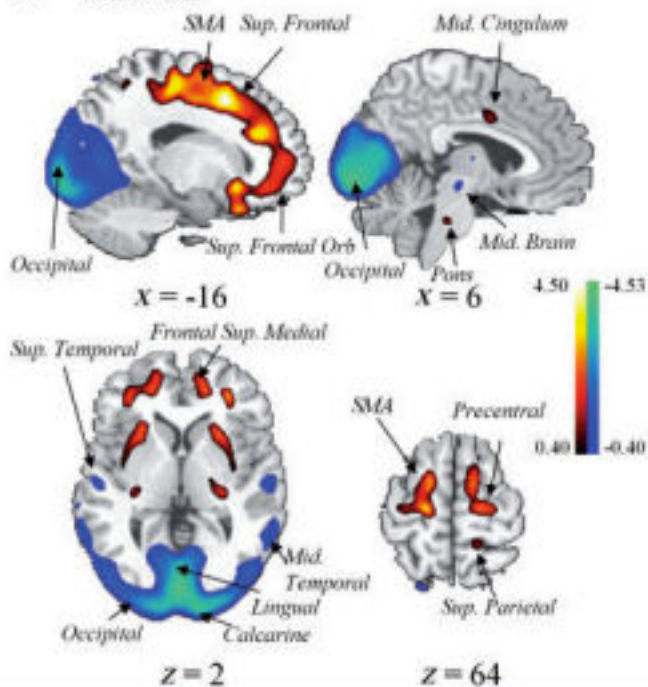 SMA Sup. Frontal
Mid. Cingulum
Occipital
Sup. Frontal Orb
Occipital
Pons
Mid. Brain
x = -16
x = 6
4.50 -4.53
0.40 -0.40
Sup. Temporal
Frontal Sup. Medial
SMA
Precentral
Mid.
Temporal
Lingual
Occipital
Calcarine
Sup. Parietal
z = 2
z = 64